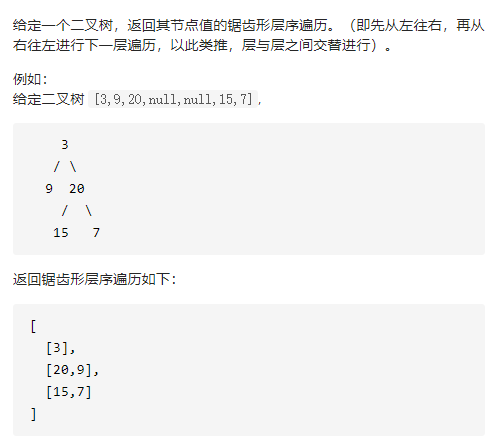 给定一个二叉树，返回其节点值的锯齿形层序遍历。（即先从左往右，再从
右往左进行下一层遍历，以此类推，层与层之间交替进行）。
例如：
给定二叉树 [3,9,20,null,null,15,7],
3
/ \
9 20
/ \
15 7
返回锯齿形层序遍历如下：
[
[3],
[20,9],
[15,7]
]